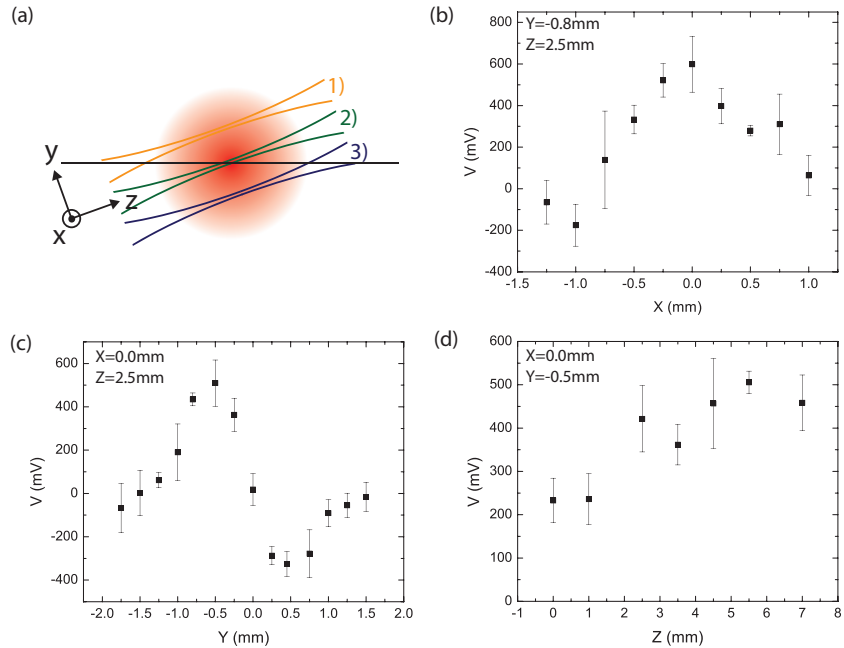 (a)
1)
2)
3)
y
z
x
(b)
Y=-0.8mm
Z=2.5mm
800
600
400
200
0
-200
-400
V (mV)
-1.5 -1.0 -0.5 0.0 0.5 1.0
X (mm)
(c)
X=0.0mm
Z=2.5mm
600
400
200
0
-200
-400
V (mV)
-2.0 -1.5 -1.0 -0.5 0.0 0.5 1.0 1.5 2.0
Y (mm)
(d)
X=0.0mm
Y=-0.5mm
600
500
400
300
200
100
0
V (mV)
-1 0 1 2 3 4 5 6 7 8
Z (mm)